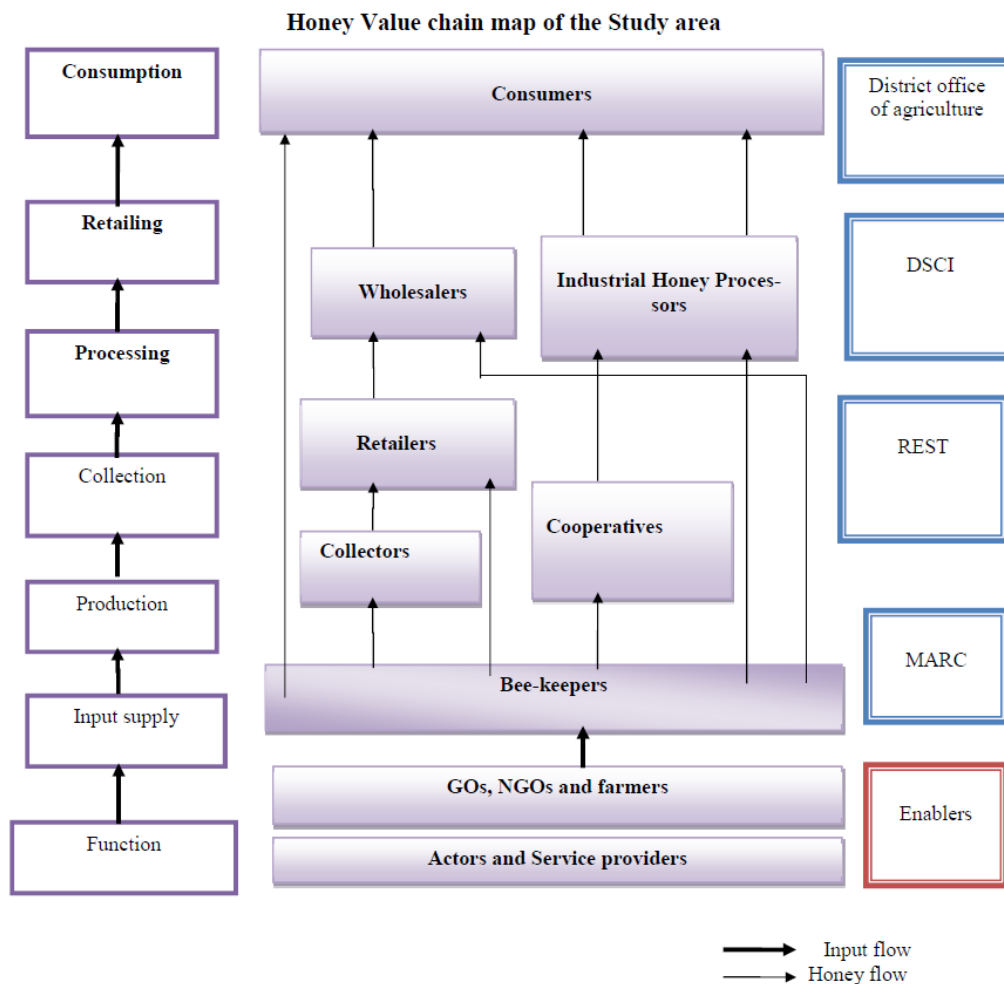 Honey Value chain map of the Study area
Consumption
Retailing
Processing
Collection
Production
Input supply
Function
Consumers
Wholesalers
Industrial Honey Proces-
sors
Retailers
Cooperatives
Collectors
Bee-keepers
GOs, NGOs and farmers
Actors and Service providers
District office
of agriculture
DSCI
REST
MARC
Enablers
Input flow
Honey flow